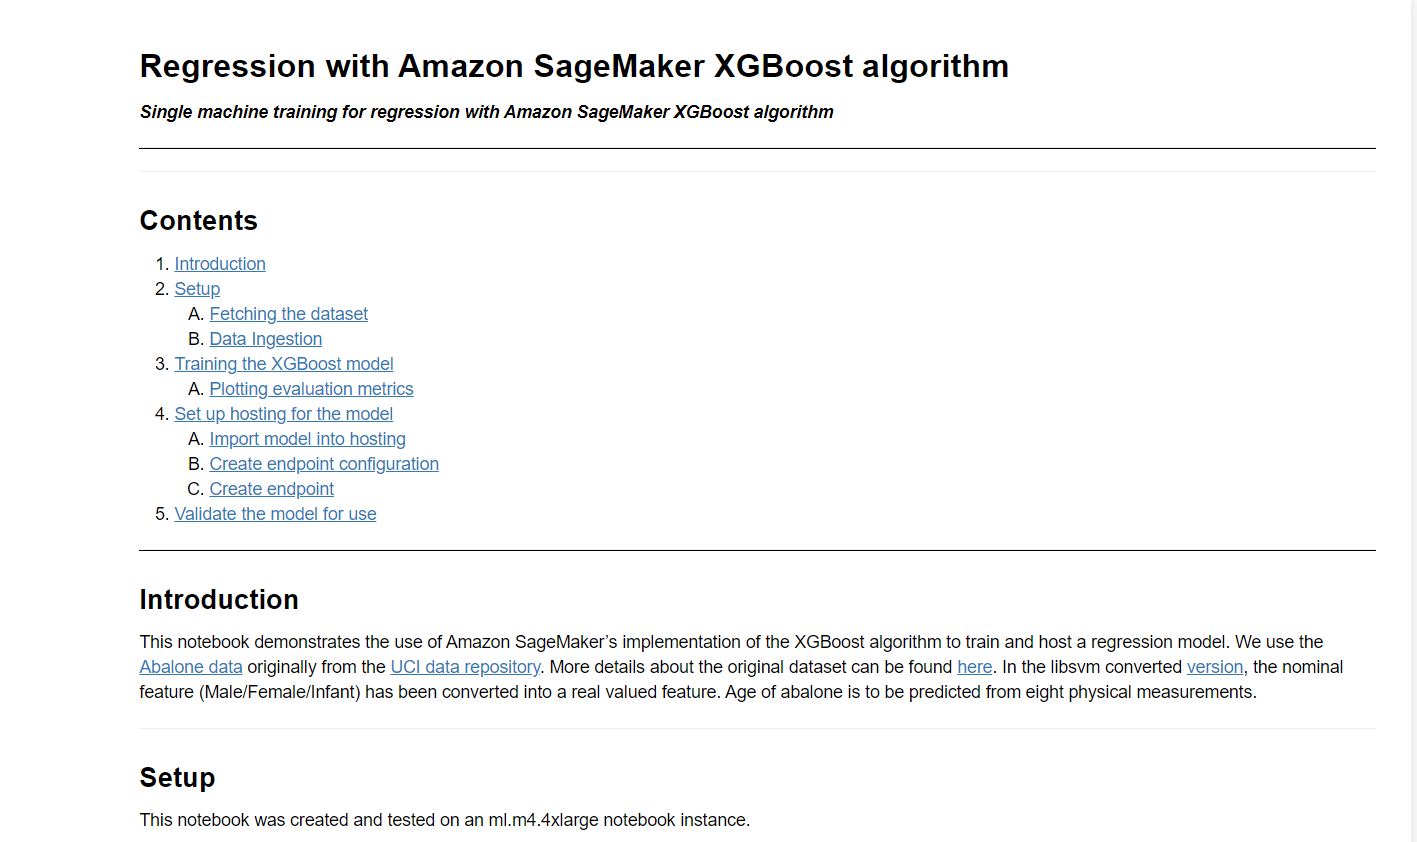 Regression with Amazon SageMaker XGBoost algorithm
Single machine training for regression with Amazon SageMaker XGBoost algorithm
Contents
1. Introduction
2. Setup
A. Fetching the dataset
B. Data Ingestion
3. Training the XGBoost model
A. Plotting evaluation metrics
4. Set up hosting for the model
A. Import model into hosting
B. Create endpoint configuration
C. Create endpoint
5. Validate the model for use
Introduction
This notebook demonstrates the use of Amazon SageMaker’s implementation of the XGBoost algorithm to train and host a regression model. We use the
Abalone data originally from the UCI data repository. More details about the original dataset can be found here. In the libsvm converted version, the nominal
feature (Male/Female/Infant) has been converted into a real valued feature. Age of abalone is to be predicted from eight physical measurements.
Setup
This notebook was created and tested on an ml.m4.4xlarge notebook instance.